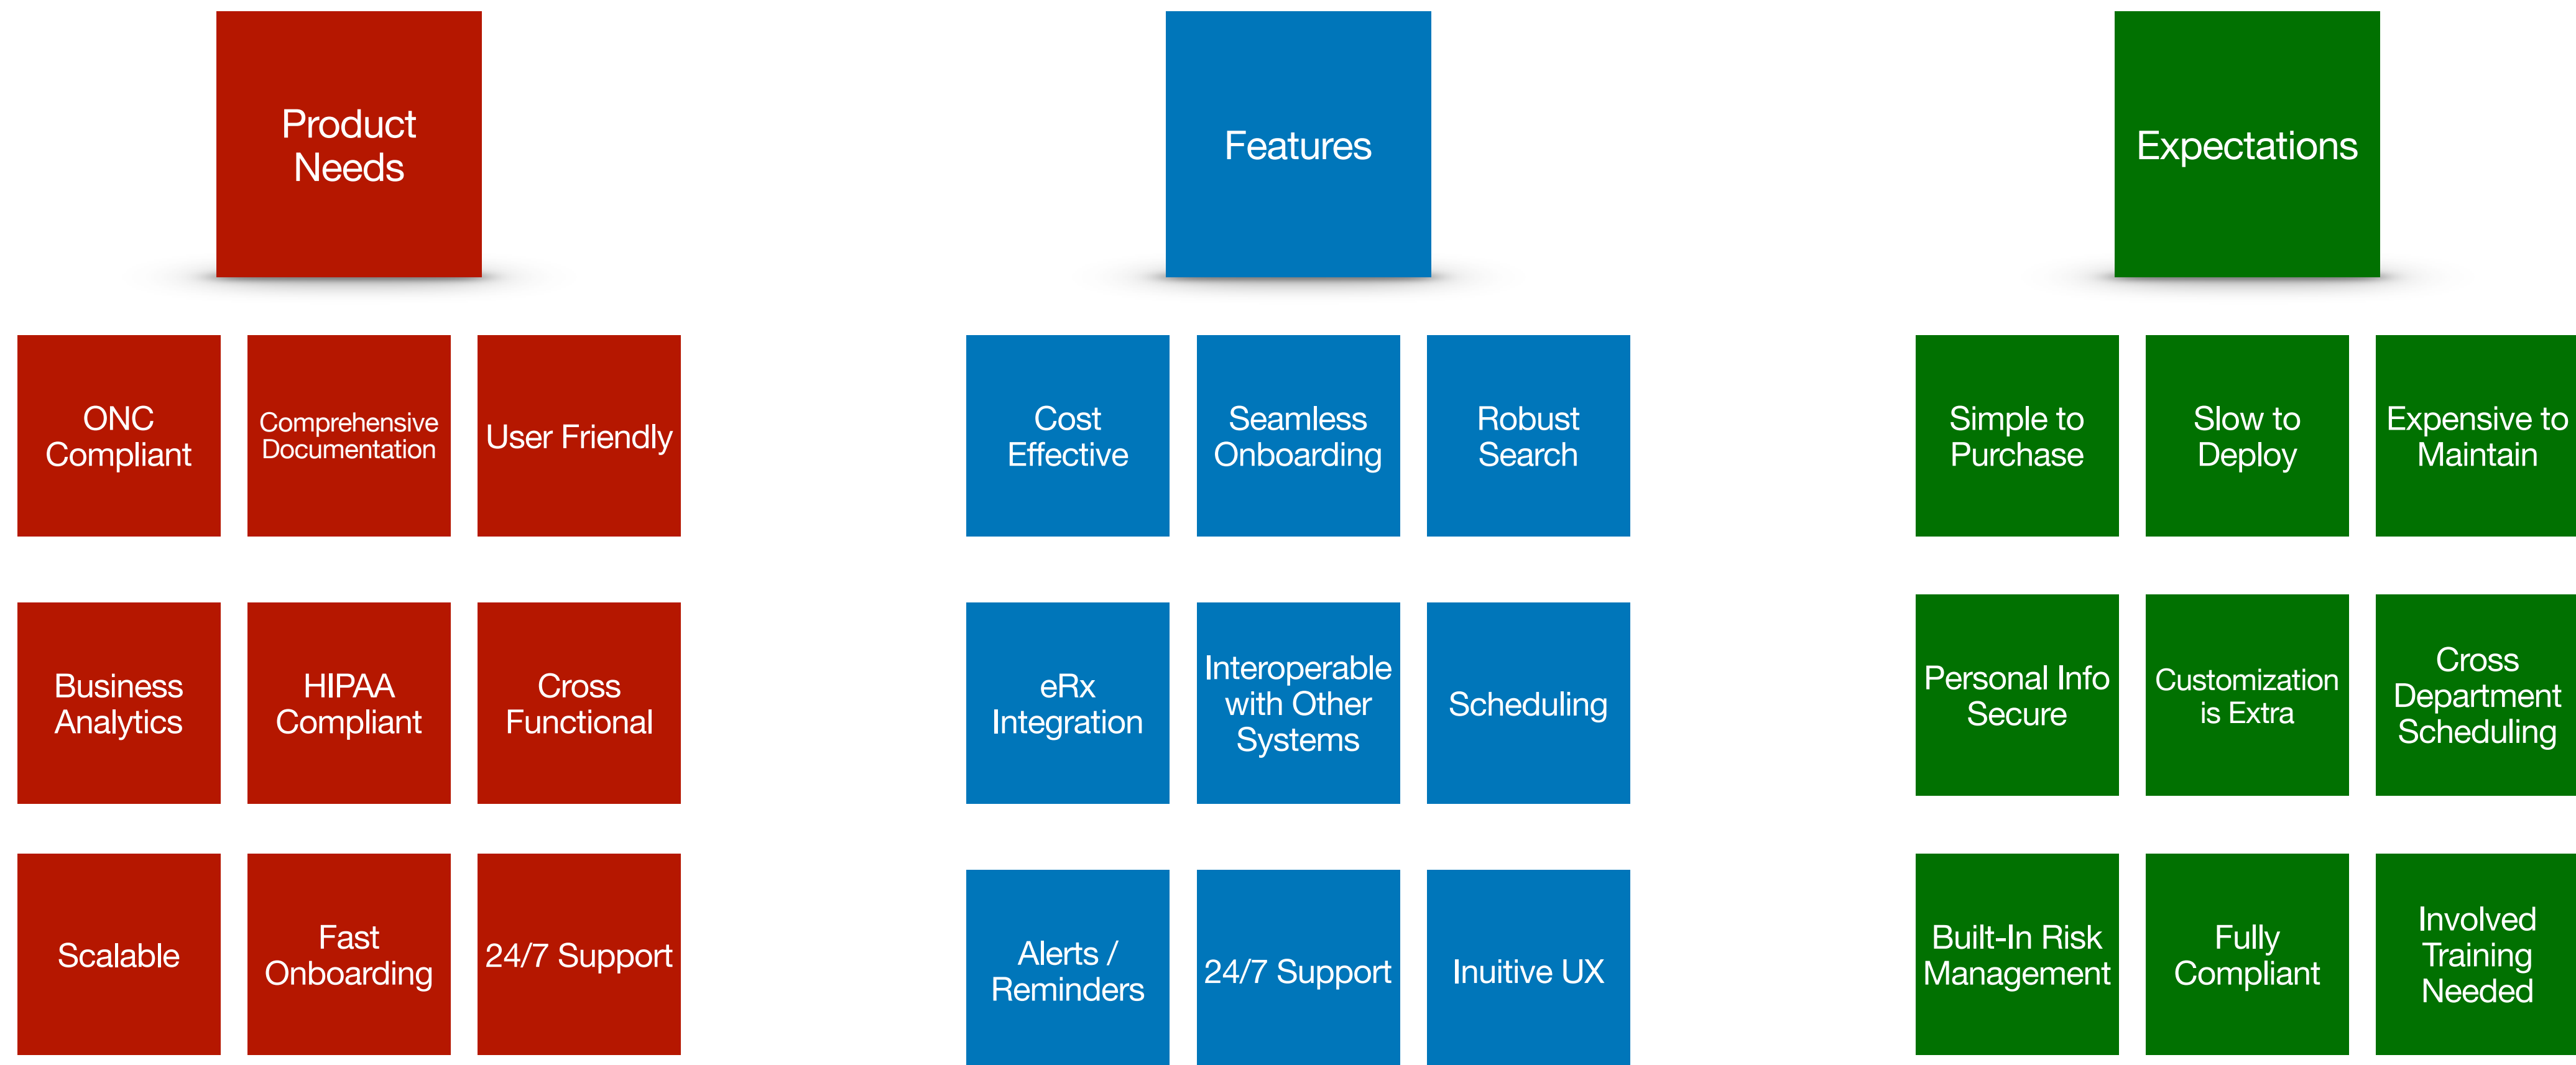 Product
Needs
ONC
Compliant
Comprehensive
Documentation
User Friendly
Business
Analytics
HIPAA
Compliant
Cross
Functional
Scalable
Fast
Onboarding
24/7 Support
Features
Cost
Effective
Seamless
Onboarding
Robust
Search
eRx
Integration
Interoperable
with Other
Systems
Scheduling
Alerts /
Reminders
24/7 Support
Inuitive UX
Expectations
Simple to
Purchase
Slow to
Deploy
Expensive to
Maintain
Personal Info
Secure
Customization
is Extra
Cross
Department
Scheduling
Built-In Risk
Management
Fully
Compliant
Involved
Training
Needed